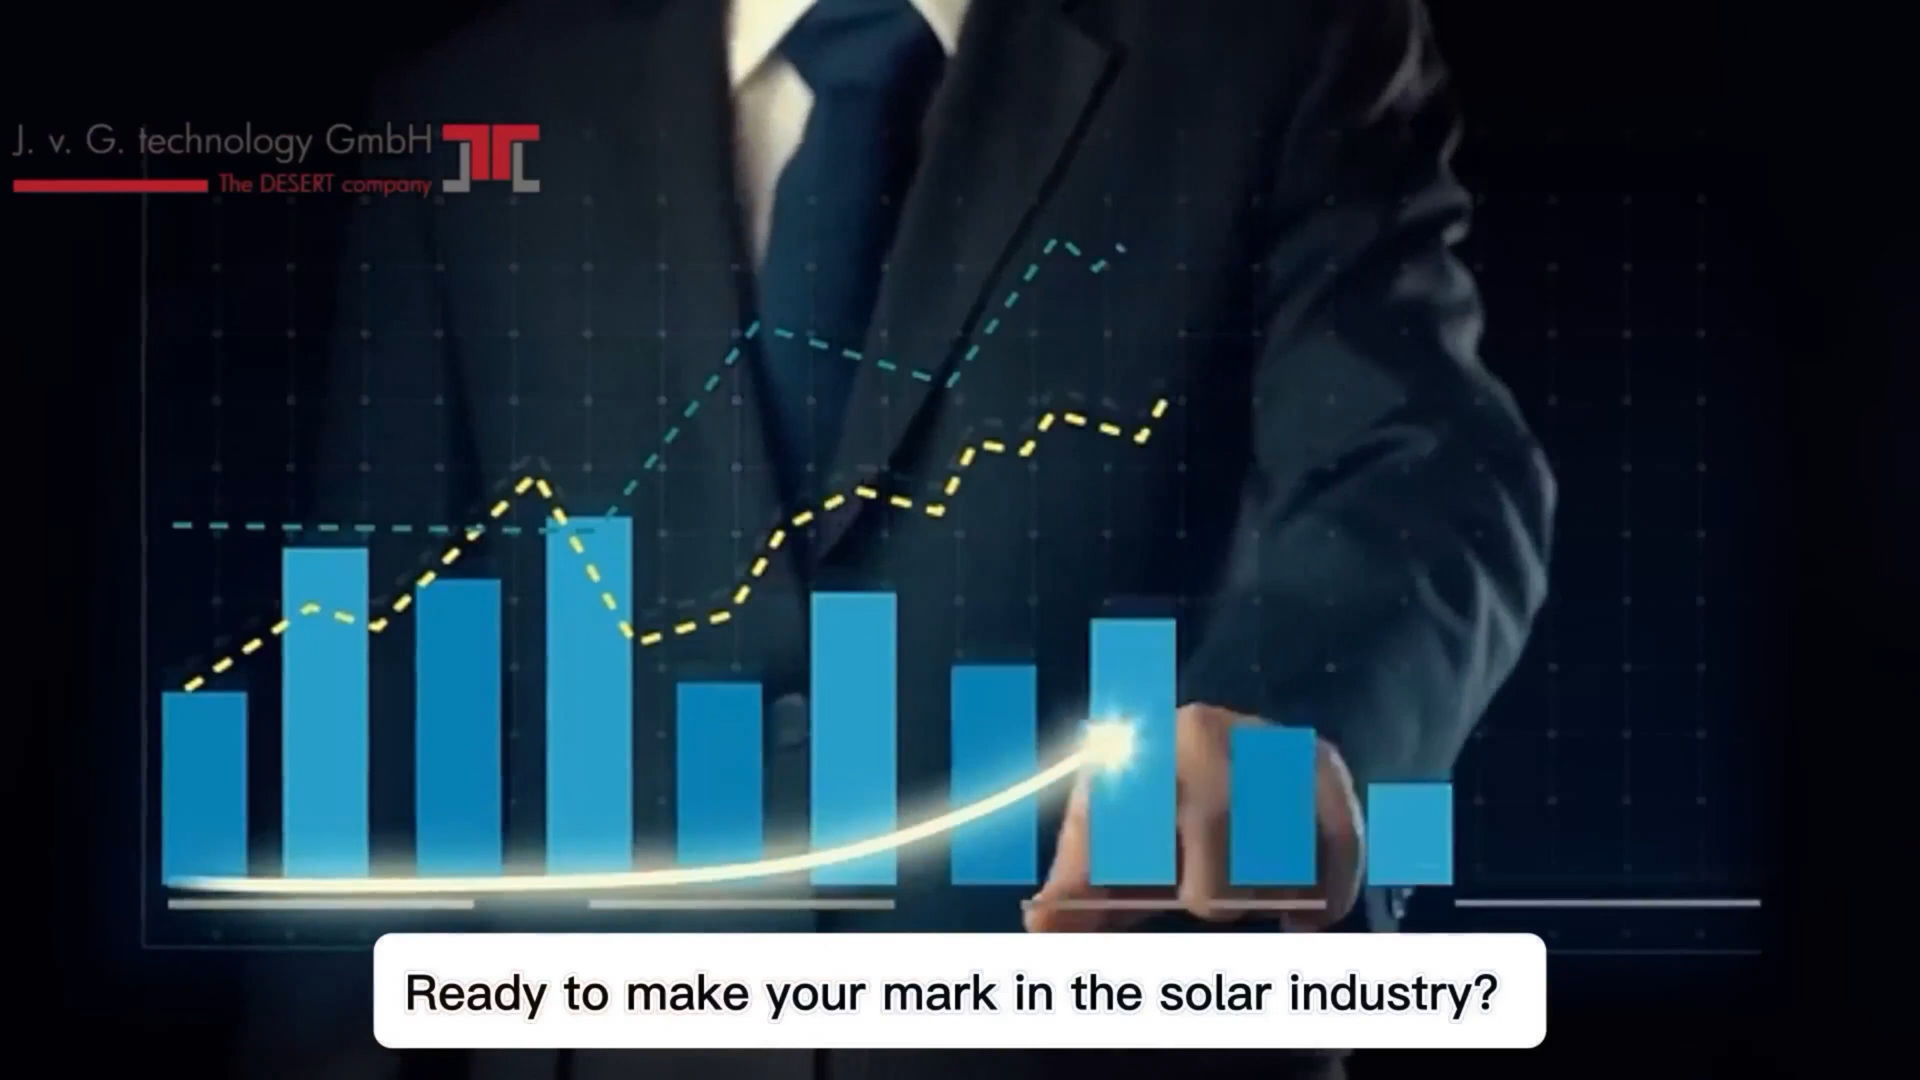 J. v. G. technology GmbH
The DESERT company
Ready to make your mark in the solar industry?